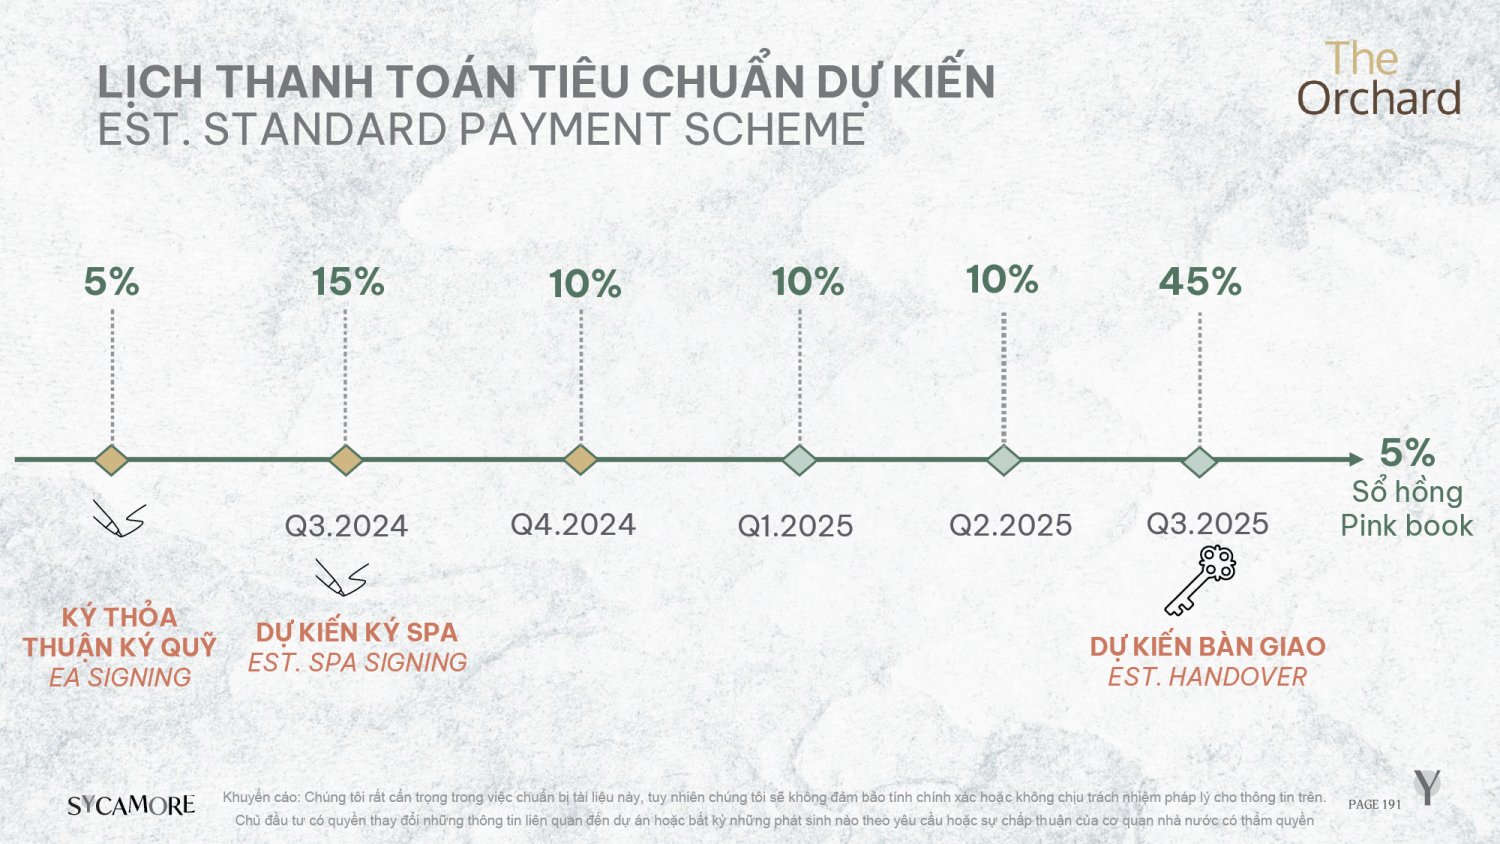 LỊCH THANH TOÁN TIÊU CHUẨN DỰ KIẾN
EST. STANDARD PAYMENT SCHEME
The
Orchard
5%
15%
10%
10%
10%
45%
5%
Sổ hồng
Pink book
Q3.2024
Q4.2024
Q1.2025
Q2.2025
Q3.2025
KÝ THỎA
THUẬN KÝ QUỸ
EA SIGNING
DỰ KIẾN KÝ SPA
EST. SPA SIGNING
DỰ KIẾN BÀN GIAO
EST. HANDOVER
SYCAMORE
Khuyến cáo: Chúng tôi rất cẩn trọng trong việc chuẩn bị tài liệu này, tuy nhiên chúng tôi sẽ không đảm bảo tính chính xác hoặc không chịu trách nhiệm pháp lý cho thông tin trên.
Chủ đầu tư có quyền thay đổi những thông tin liên quan đến dự án hoặc bất kỳ những phát sinh nào theo yêu cầu hoặc sự chấp thuận của cơ quan nhà nước có thẩm quyền
PAGE 191
Y